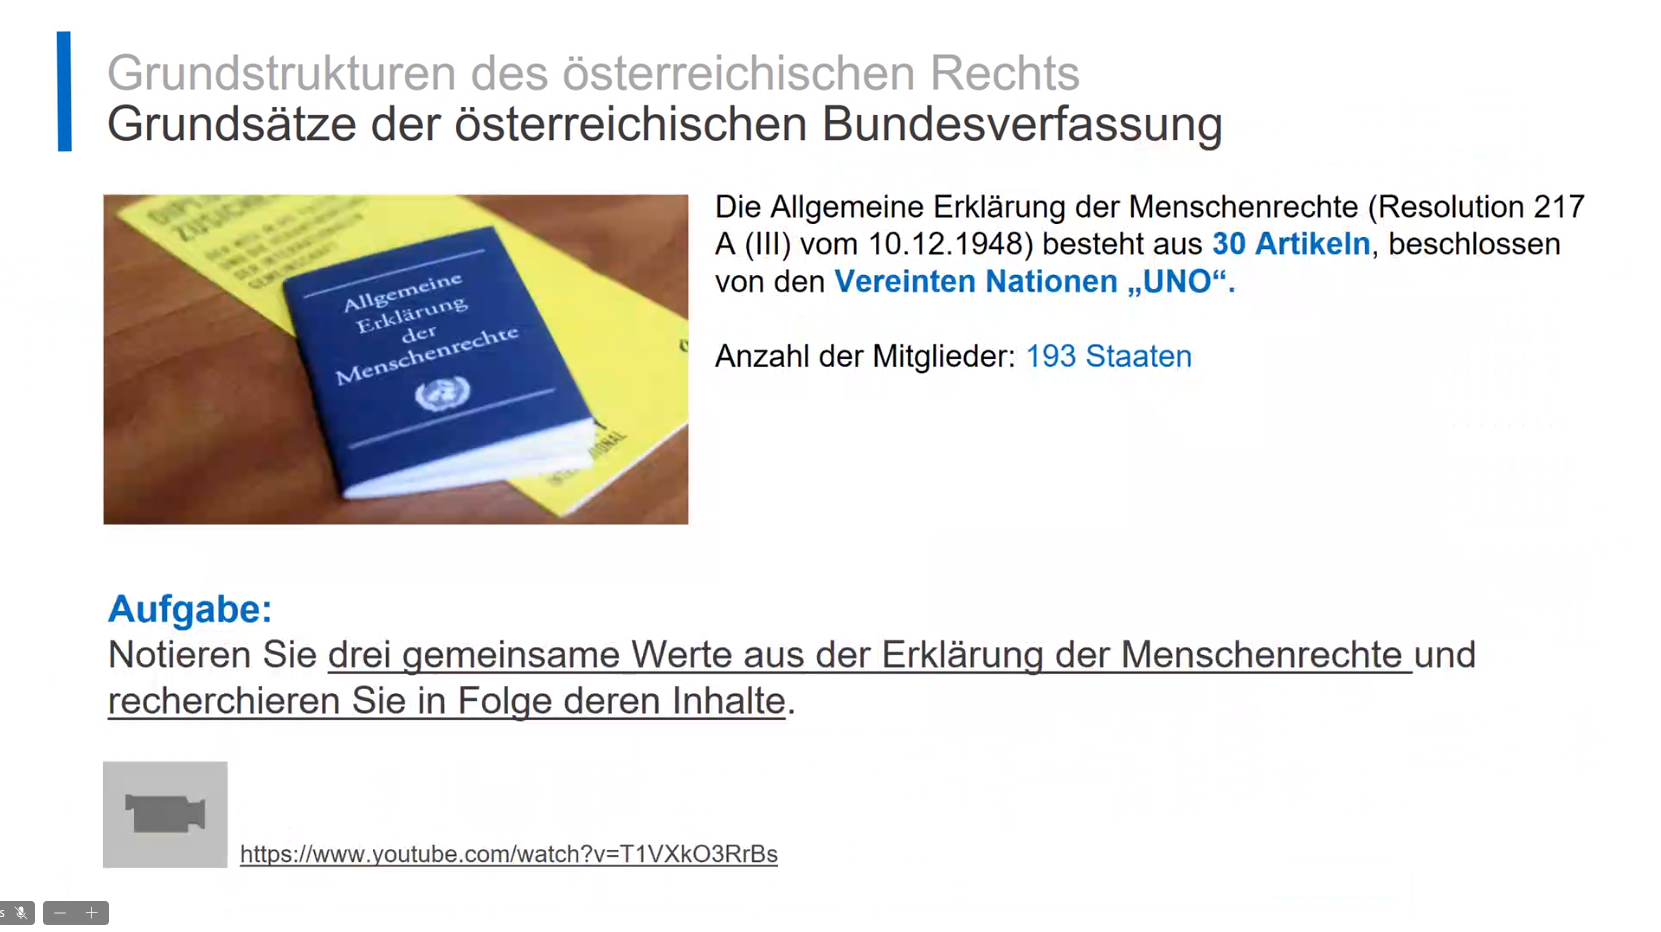 Grundstrukturen des österreichischen Rechts
Grundsätze der österreichischen Bundesverfassung
Allgemeine
Erklärung
der
Menschenrechte
Die Allgemeine Erklärung der Menschenrechte (Resolution 217
A (III) vom 10.12.1948) besteht aus 30 Artikeln, beschlossen
von den Vereinten Nationen „UNO“.
Anzahl der Mitglieder: 193 Staaten
Aufgabe:
Notieren Sie drei gemeinsame Werte aus der Erklärung der Menschenrechte und
recherchieren Sie in Folge deren Inhalte.
https://www.youtube.com/watch?v=T1VXkO3RrBs